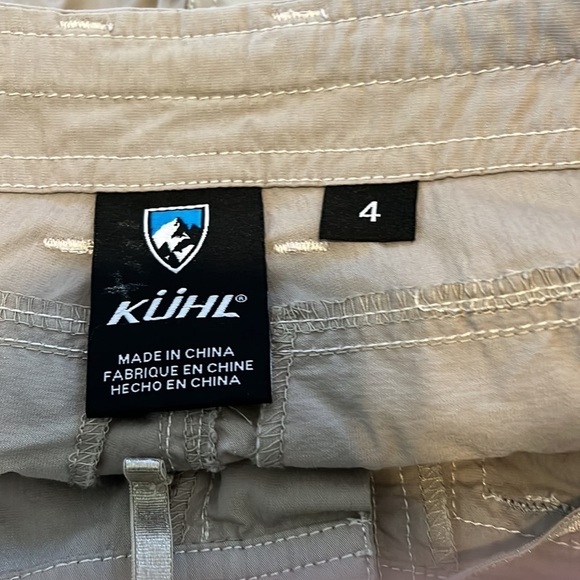 4
KÜHL®
MADE IN CHINA
FABRIQUE EN CHINE
HECHO EN CHINA